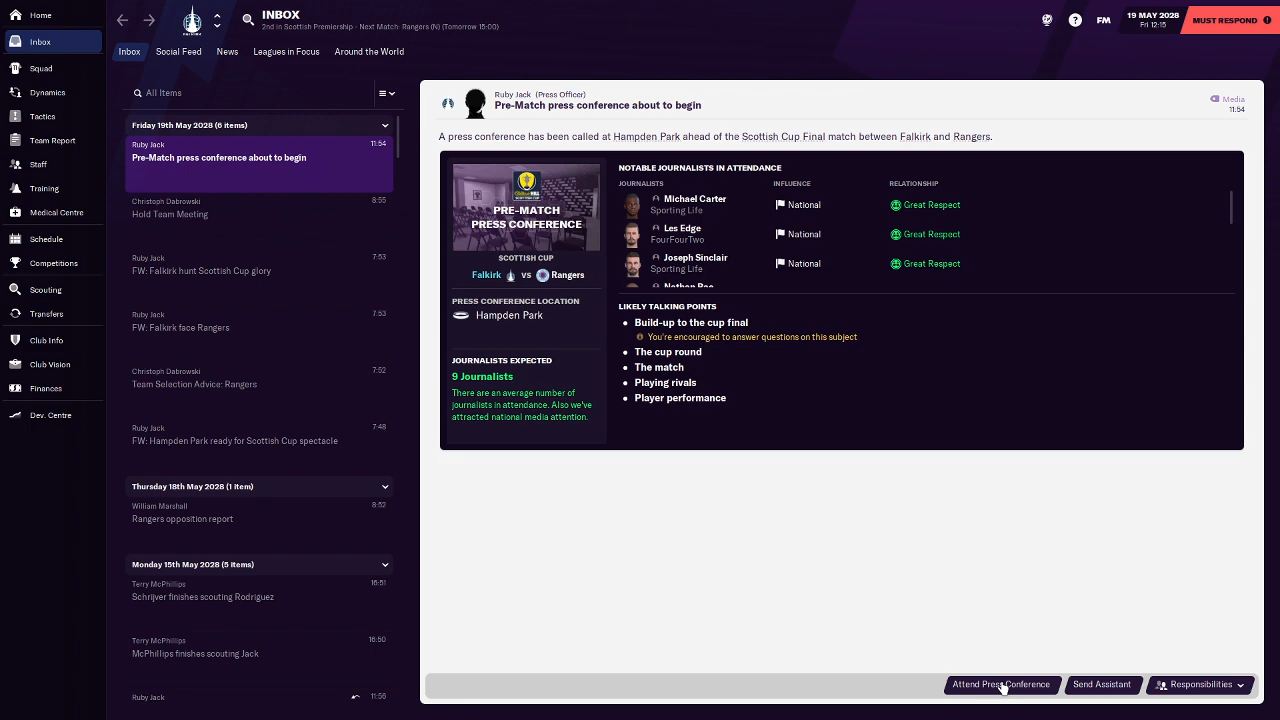 Home
Inbox
Squad
Dynamics
Tactics
Team Report
Staff
Training
Medical Centre
Schedule
Competitions
Scouting
Transfers
Club Info
Club Vision
Finances
Dev. Centre
FALKIRK
INBOX
2nd in Scottish Premiership - Next Match: Rangers (N) (Tomorrow 15:00)
FM
19 MAY 2028
Fri 12:15
MUST RESPOND
Inbox
Social Feed
News
Leagues in Focus
Around the World
All Items
Friday 19th May 2028 (6 items)
Ruby Jack 11:54
Pre-Match press conference about to begin
Christoph Dabrowski 8:55
Hold Team Meeting
Ruby Jack 7:53
FW: Falkirk hunt Scottish Cup glory
Ruby Jack 7:53
FW: Falkirk face Rangers
Christoph Dabrowski 7:52
Team Selection Advice: Rangers
Ruby Jack 7:48
FW: Hampden Park ready for Scottish Cup spectacle
Thursday 18th May 2028 (1 item)
William Marshall 8:52
Rangers opposition report
Monday 15th May 2028 (5 items)
Terry McPhillips 16:51
Schrijver finishes scouting Rodriguez
Terry McPhillips 16:50
McPhillips finishes scouting Jack
Ruby Jack 11:56
Ruby Jack (Press Officer)
Pre-Match press conference about to begin
Media
11:54
A press conference has been called at Hampden Park ahead of the Scottish Cup Final match between Falkirk and Rangers.
SCOTTISH CUP
PRE-MATCH
PRESS CONFERENCE
SCOTTISH CUP
Falkirk VS Rangers
PRESS CONFERENCE LOCATION
Hampden Park
JOURNALISTS EXPECTED
9 Journalists
There are an average number of
journalists in attendance. Also we've
attracted national media attention.
NOTABLE JOURNALISTS IN ATTENDANCE
JOURNALISTS INFLUENCE RELATIONSHIP
Michael Carter
Sporting Life
National
Great Respect
Les Edge
FourFourTwo
National
Great Respect
Joseph Sinclair
Sporting Life
National
Great Respect
LIKELY TALKING POINTS
Build-up to the cup final
You're encouraged to answer questions on this subject
The cup round
The match
Playing rivals
Player performance
Attend Press Conference
Send Assistant
Responsibilities